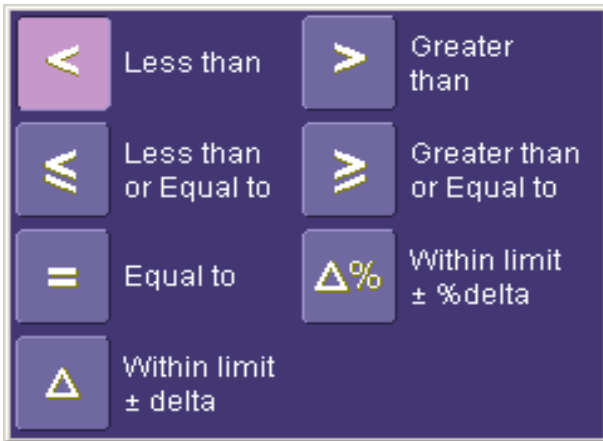 < Less than
> Greater
than
≤ Less than
or Equal to
≥ Greater than
or Equal to
= Equal to
Δ% Within limit
± %delta
Δ Within limit
± delta